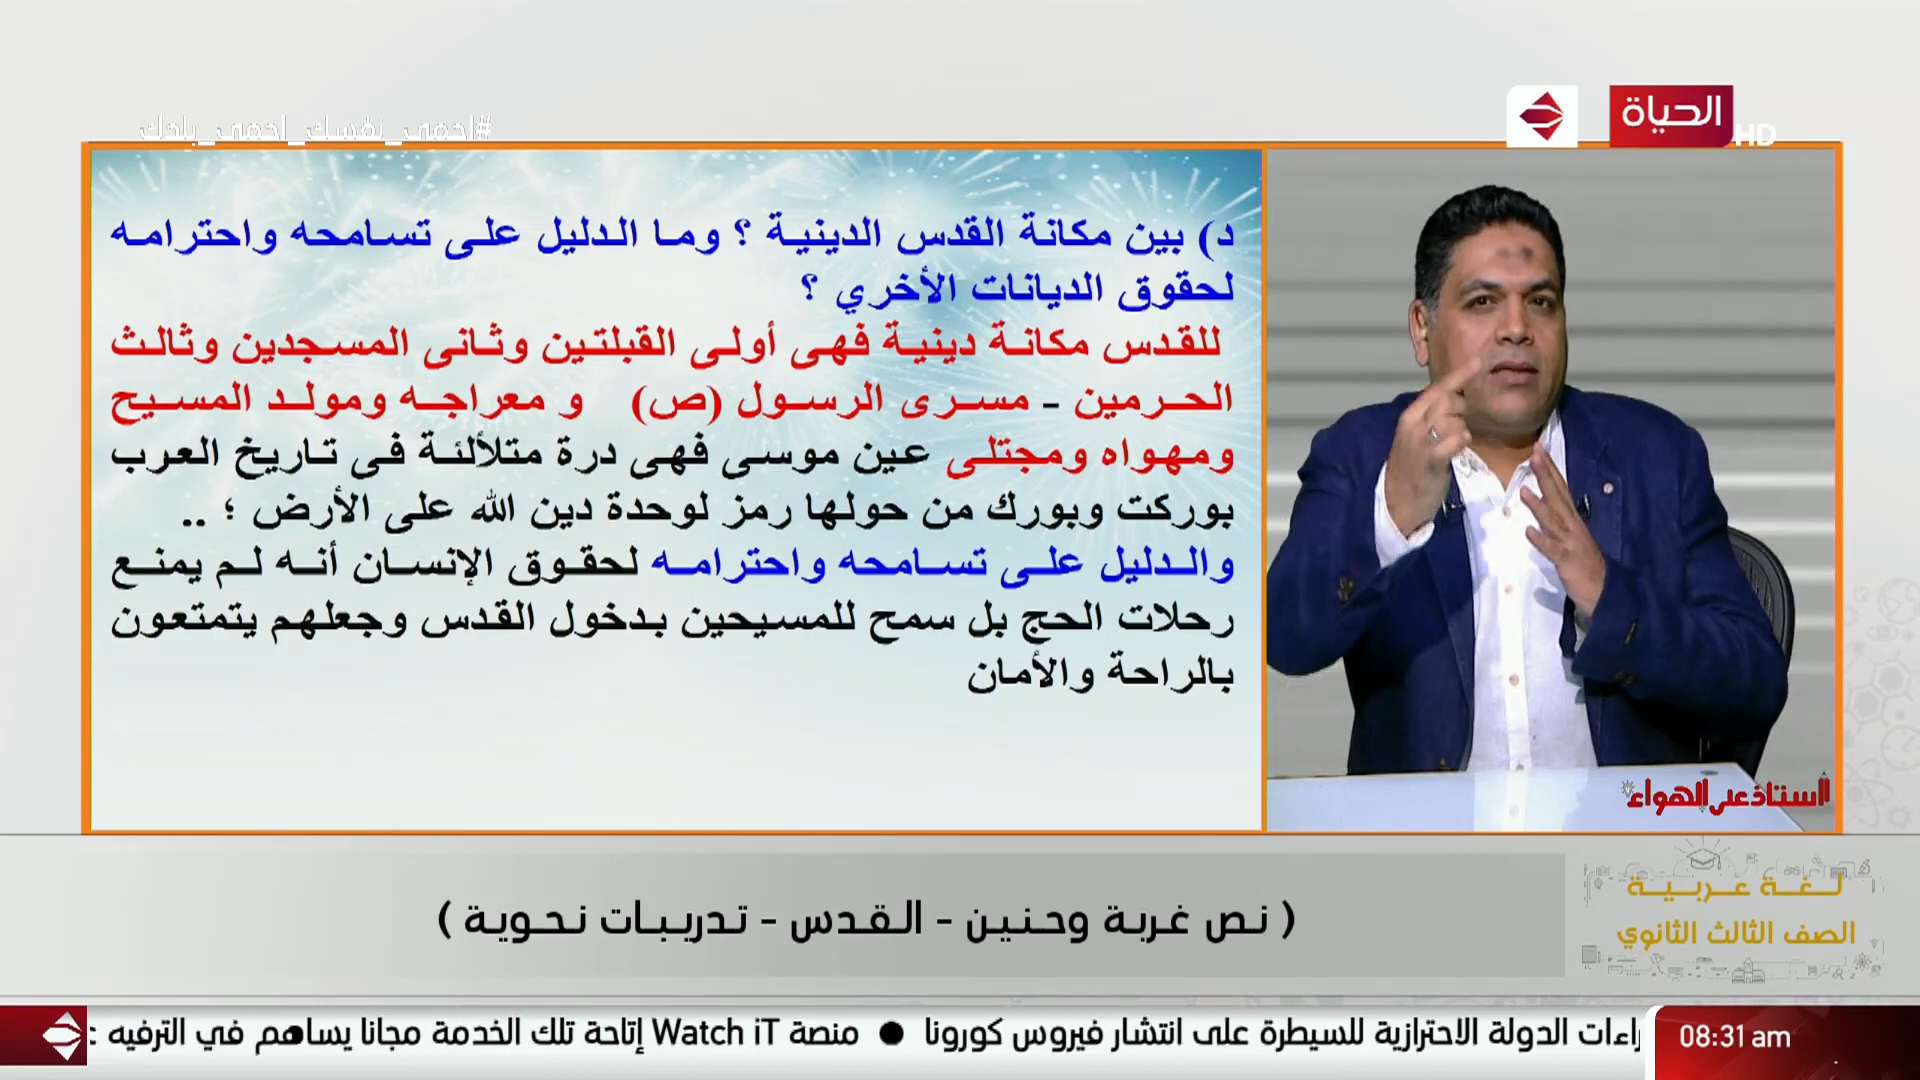 #احمي_نفسك_احمي_بلدك
الحياة
HD
د) بين مكانة القدس الدينية ؟ وما الدليل على تسامحه واحترامه
لحقوق الديانات الأخري ؟
للقدس مكانة دينية فهى أولى القبلتين وثانى المسجدين وثالث
الحرمين - مسرى الرسول (ص) و معراجه ومولد المسيح
ومهواه ومجتلى عين موسى فهى درة متلألئة فى تاريخ العرب
بوركت وبورك من حولها رمز لوحدة دين الله على الأرض ؛ ..
والدليل على تسامحه واحترامه لحقوق الإنسان أنه لم يمنع
رحلات الحج بل سمح للمسيحين بدخول القدس وجعلهم يتمتعون
بالراحة والأمان
أستاذ على الهواء
لغة عربية
الصف الثالث الثانوي
( نص غربة وحنين - القدس - تدريبات نحوية )
راءات الدولة الاحترازية للسيطرة على انتشار فيروس كورونا ● منصة Watch iT إتاحة تلك الخدمة مجانا يساهم في الترفيه
08:31 am